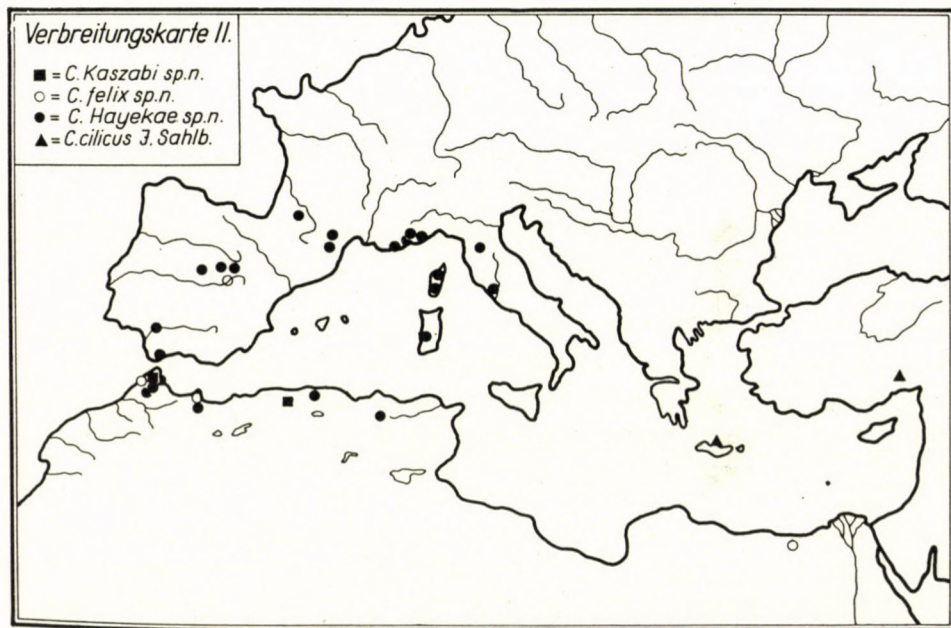 Verbreitungskarte II.
■ = C. Kaszabi sp.n.
○ = C. felix sp.n.
● = C. Hayekae sp.n.
▲ = C. cilicus J. Sahlb.